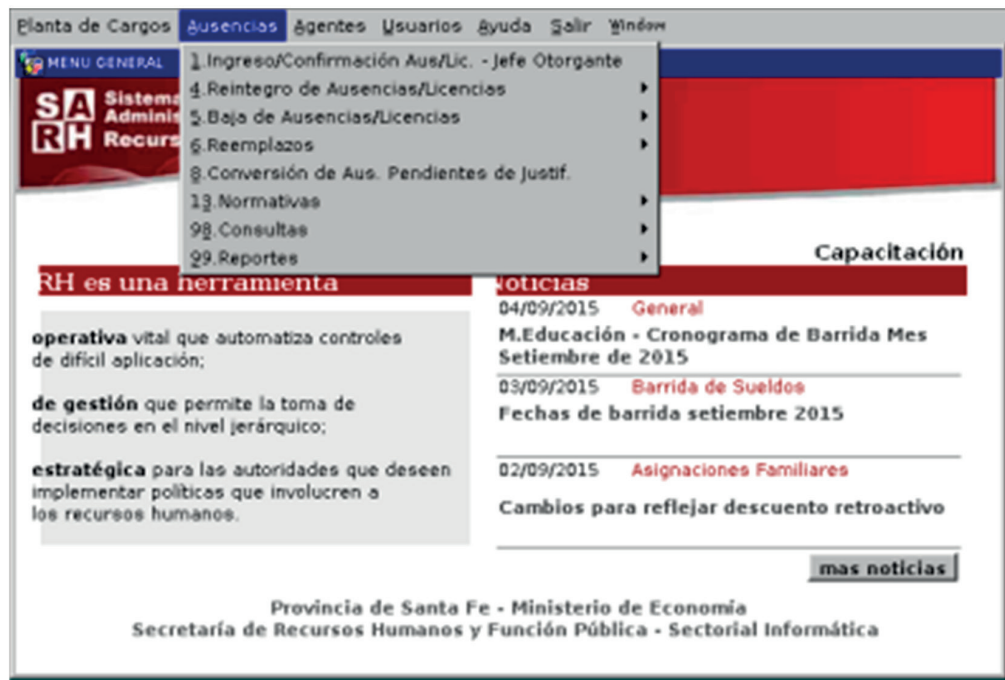 Planta de Cargos Ausencias Agentes Usuarios Ayuda Salir Window
MENU GENERAL
1.Ingreso/Confirmación Aus/Lic. - Jefe Otorgante
4.Reintegro de Ausencias/Licencias
5.Baja de Ausencias/Licencias
6.Reemplazos
8.Conversión de Aus. Pendientes de Justif.
13.Normativas
98.Consultas
99.Reportes
SARH
Sistema
Adminis
Recurs
Capacitación
RH es una herramienta
operativa vital que automatiza controles
de difícil aplicación;
de gestión que permite la toma de
decisiones en el nivel jerárquico;
estratégica para las autoridades que deseen
implementar políticas que involucren a
los recursos humanos.
Noticias
04/09/2015 General
M.Educación - Cronograma de Barrida Mes
Setiembre de 2015
03/09/2015 Barrida de Sueldos
Fechas de barrida setiembre 2015
02/09/2015 Asignaciones Familiares
Cambios para reflejar descuento retroactivo
mas noticias
Provincia de Santa Fe - Ministerio de Economía
Secretaría de Recursos Humanos y Función Pública - Sectorial Informática